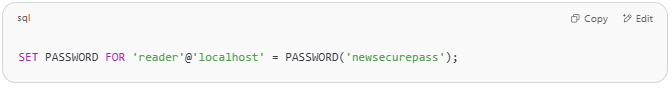 sql
Copy
Edit
SET PASSWORD FOR 'reader'@'localhost' = PASSWORD('newsecurepass');